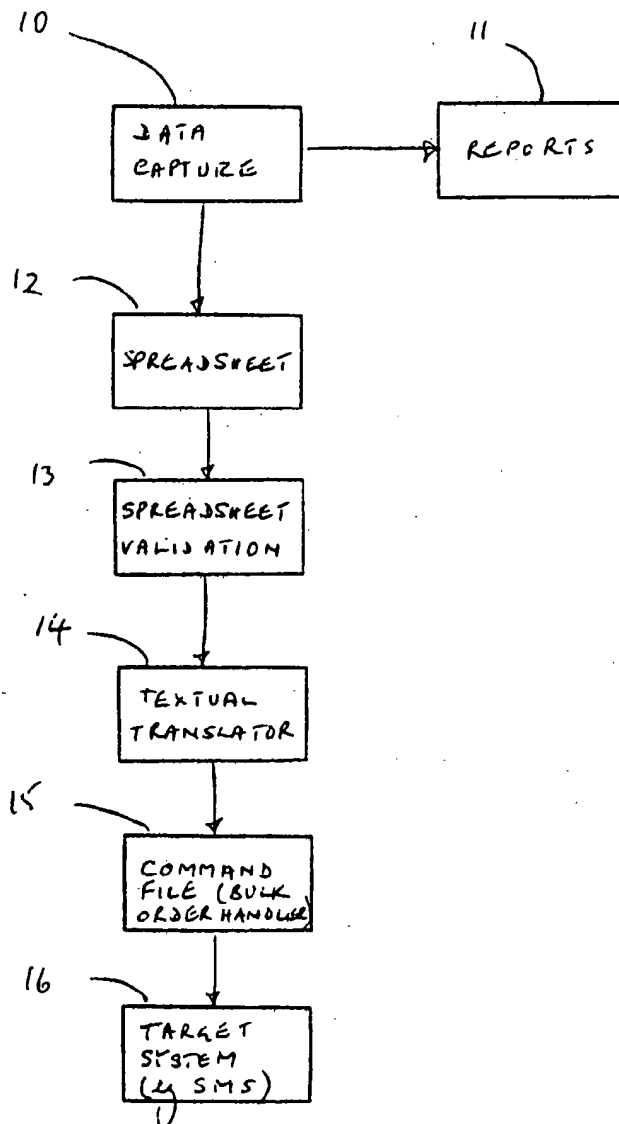 10
11
DATA
CAPTURE
REPORTS
12
SPREADSHEET
13
SPREADSHEET
VALIDATION
14
TEXTUAL
TRANSLATOR
15
COMMAND
FILE (BULK
ORDER HANDLER)
16
TARGET
SYSTEM
(eg SMS)